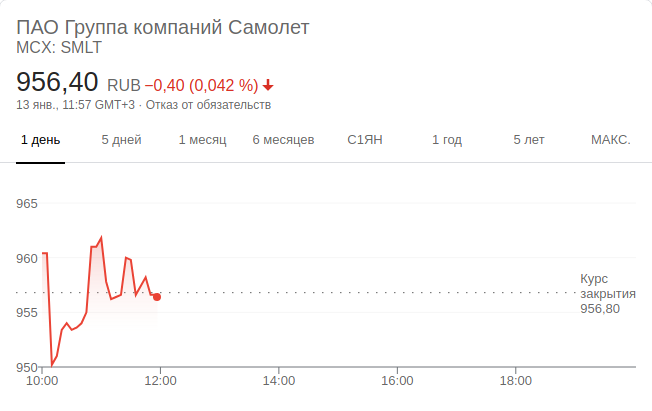 ПАО Группа компаний Самолет
MCX: SMLT
956,40 RUB −0,40 (0,042 %)
13 янв., 11:57 GMT+3 · Отказ от обязательств
1 день 5 дней 1 месяц 6 месяцев С1ЯН 1 год 5 лет МАКС.
965
960
Курс
закрытия
956,80
955
950
10:00 12:00 14:00 16:00 18:00